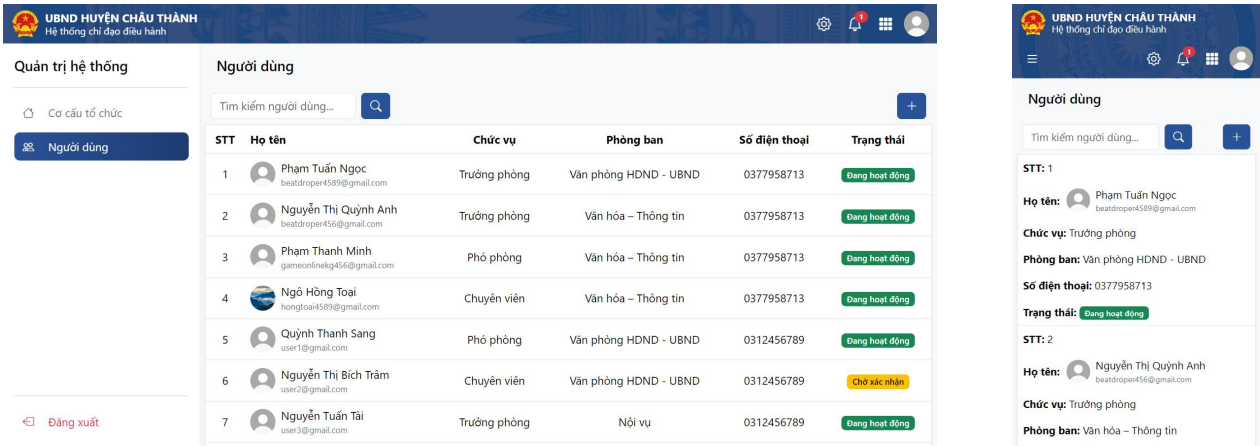 UBND HUYỆN CHÂU THÀNH
Hệ thống chỉ đạo điều hành
1
Quản trị hệ thống
Cơ cấu tổ chức
Người dùng
Đăng xuất
Người dùng
Tìm kiếm người dùng...
+
STT Họ tên Chức vụ Phòng ban Số điện thoại Trạng thái
1 Phạm Tuấn Ngọc Trưởng phòng Văn phòng HDND - UBND 0377958713 Đang hoạt động
beatdroper4589@gmail.com
2 Nguyễn Thị Quỳnh Anh Trưởng phòng Văn hóa – Thông tin 0377958713 Đang hoạt động
beatdroper456@gmail.com
3 Phạm Thanh Minh Phó phòng Văn hóa – Thông tin 0377958713 Đang hoạt động
gameonlinekg456@gmail.com
4 Ngô Hồng Toại Chuyên viên Văn hóa – Thông tin 0377958713 Đang hoạt động
hongtoai4589@gmail.com
5 Quỳnh Thanh Sang Phó phòng Văn phòng HDND - UBND 0312456789 Đang hoạt động
user1@gmail.com
6 Nguyễn Thị Bích Trâm Chuyên viên Văn phòng HDND - UBND 0312456789 Chờ xác nhận
user2@gmail.com
7 Nguyễn Tuấn Tài Trưởng phòng Nội vụ 0312456789 Đang hoạt động
user3@gmail.com
UBND HUYỆN CHÂU THÀNH
Hệ thống chỉ đạo điều hành
1
Người dùng
Tìm kiếm người dùng...
+
STT: 1
Họ tên: Phạm Tuấn Ngọc
beatdroper4589@gmail.com
Chức vụ: Trưởng phòng
Phòng ban: Văn phòng HDND - UBND
Số điện thoại: 0377958713
Trạng thái: Đang hoạt động
STT: 2
Họ tên: Nguyễn Thị Quỳnh Anh
beatdroper456@gmail.com
Chức vụ: Trưởng phòng
Phòng ban: Văn hóa – Thông tin